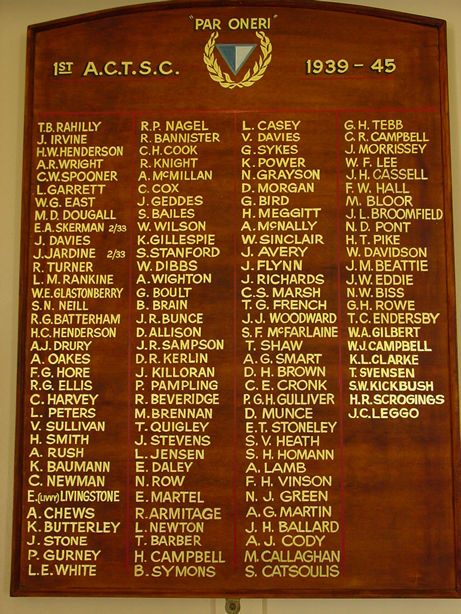 "PAR ONERI"
1ST A.C.T.S.C.
1939 - 45
T.B. RAHILLY
J. IRVINE
H.W. HENDERSON
A.R. WRIGHT
C.W. SPOONER
L. GARRETT
W.G. EAST
M.D. DOUGALL
E.A. SKERMAN 2/33
J. DAVIES
J. JARDINE 2/33
R. TURNER
L.M. RANKINE
W.E. GLASTONBERRY
S.N. NEILL
R.G. BATTERHAM
H.C. HENDERSON
A.J. DRURY
A. OAKES
F.G. HORE
R.G. ELLIS
C. HARVEY
L. PETERS
V. SULLIVAN
H. SMITH
A. RUSH
K. BAUMANN
C. NEWMAN
E. (LIVVY) LIVINGSTONE
A. CHEWS
K. BUTTERLEY
J. STONE
P. GURNEY
L.E. WHITE
R.P. NAGEL
R. BANNISTER
C.H. COOK
R. KNIGHT
A. McMILLAN
C. COX
J. GEDDES
S. BAILES
W. WILSON
K. GILLESPIE
S. STANFORD
W. DIBBS
A. WIGHTON
G. BOULT
B. BRAIN
J.R. BUNCE
D. ALLISON
J.R. SAMPSON
D.R. KERLIN
J. KILLORAN
P. PAMPLING
R. BEVERIDGE
M. BRENNAN
T. QUIGLEY
J. STEVENS
L. JENSEN
E. DALEY
N. ROW
E. MARTEL
R. ARMITAGE
L. NEWTON
T. BARBER
H. CAMPBELL
B. SYMONS
L. CASEY
V. DAVIES
G. SYKES
K. POWER
N. GRAYSON
D. MORGAN
G. BIRD
H. MEGGITT
A. McNALLY
W. SINCLAIR
J. AVERY
J. FLYNN
J. RICHARDS
C.S. MARSH
T.G. FRENCH
J.J. WOODWARD
S.F. McFARLAINE
T. SHAW
A.G. SMART
D.H. BROWN
C.E. CRONK
P.G.H. GULLIVER
D. MUNCE
E.T. STONELEY
S.V. HEATH
S.H. HOMANN
A. LAMB
F.H. VINSON
N.J. GREEN
A.G. MARTIN
J.H. BALLARD
A.J. CODY
M. CALLAGHAN
S. CATSOULIS
G.H. TEBB
C.R. CAMPBELL
J. MORRISSEY
W.F. LEE
J.H. CASSELL
F.W. HALL
M. BLOOR
J.L. BROOMFIELD
N.D. PONT
H.T. PIKE
W. DAVIDSON
J.M. BEATTIE
J.W. EDDIE
N.W. BISS
G.H. ROWE
T.C. ENDERSBY
W.A. GILBERT
W.J. CAMPBELL
K.L. CLARKE
T. SVENSEN
S.W. KICKBUSH
H.R. SCROGINGS
J.C. LEGGO